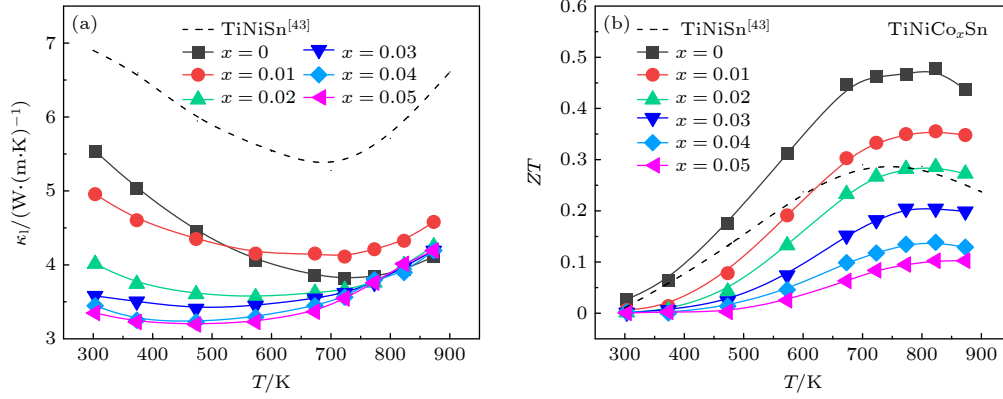 (a)
TiNiSn[43]
x = 0
x = 0.03
x = 0.01
x = 0.04
x = 0.02
x = 0.05
7
6
5
4
3
κl/(W·(m·K)−1)
300 400 500 600 700 800 900
T/K
(b)
TiNiSn[43]
TiNiCoxSn
x = 0
x = 0.01
x = 0.02
x = 0.03
x = 0.04
x = 0.05
0.5
0.4
0.3
0.2
0.1
0
ZT
300 400 500 600 700 800 900
T/K